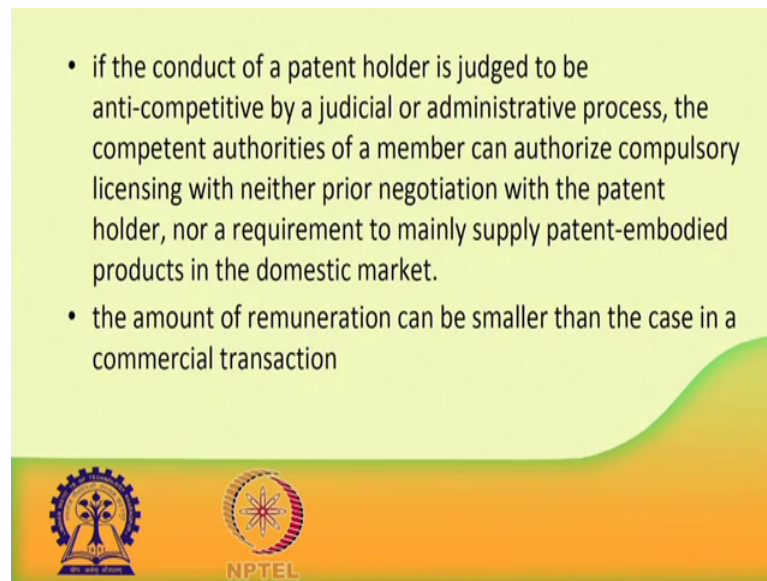 • if the conduct of a patent holder is judged to be
anti-competitive by a judicial or administrative process, the
competent authorities of a member can authorize compulsory
licensing with neither prior negotiation with the patent
holder, nor a requirement to mainly supply patent-embodied
products in the domestic market.
• the amount of remuneration can be smaller than the case in a
commercial transaction
NPTEL